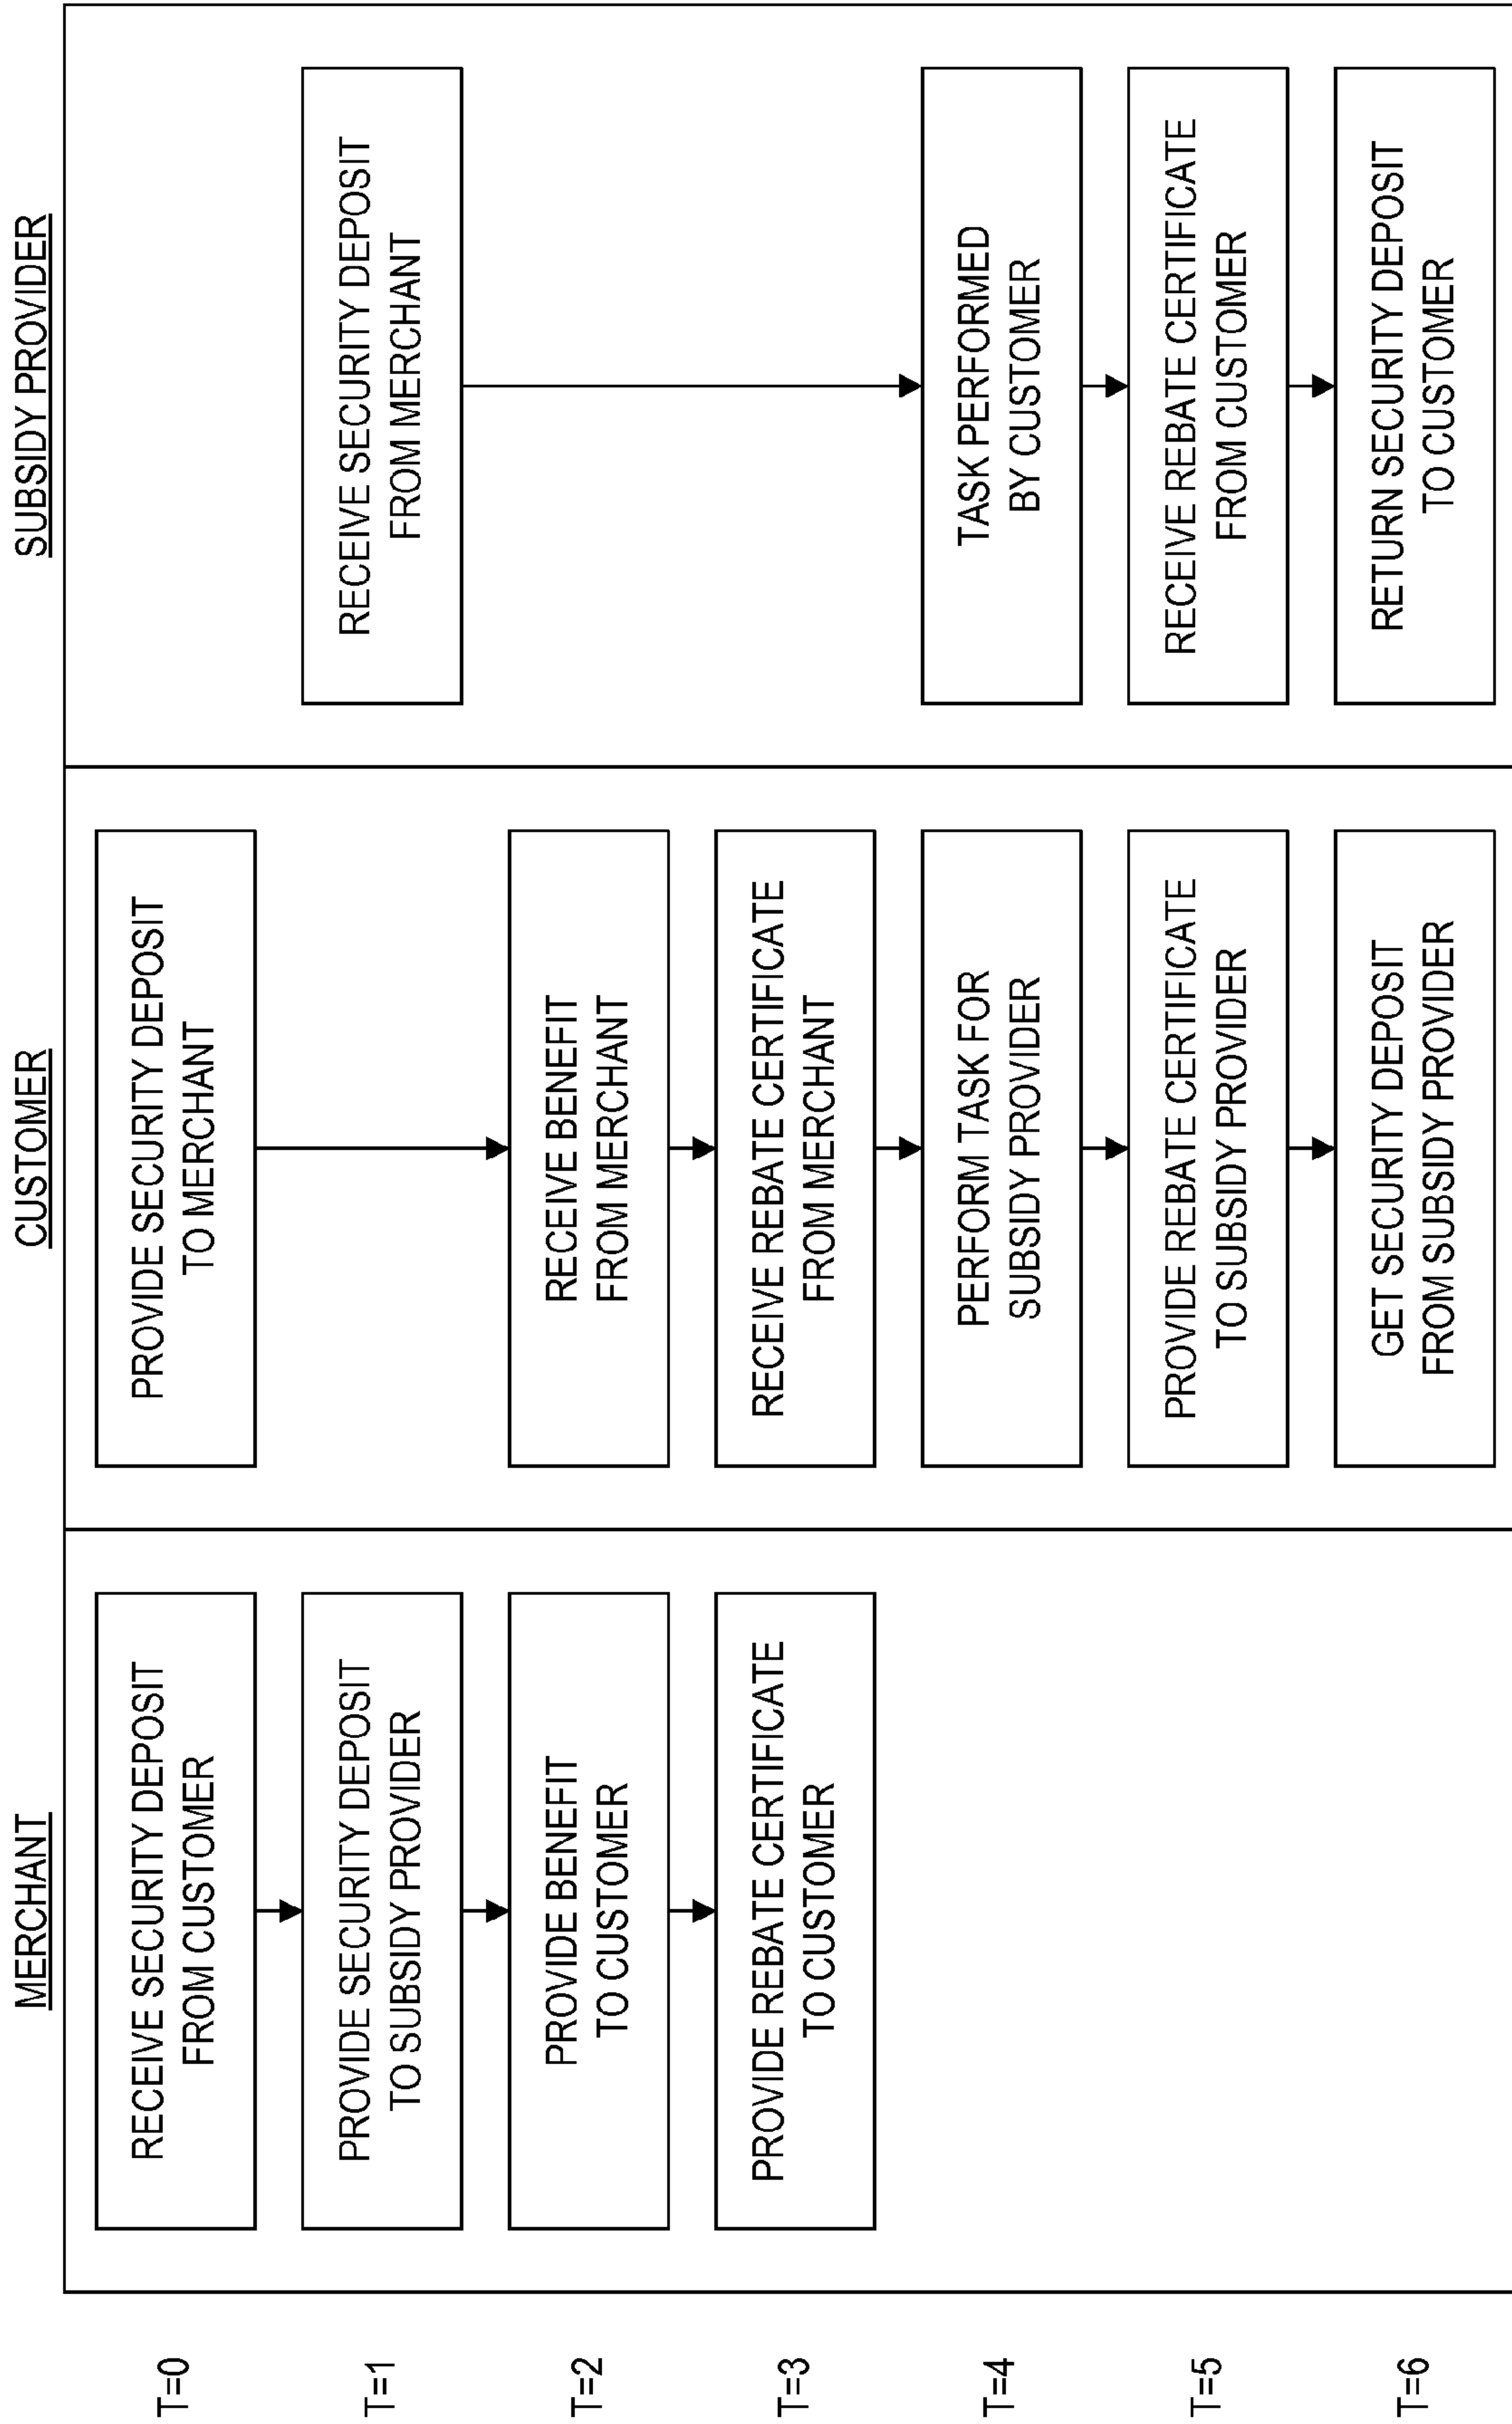 MERCHANT
CUSTOMER
SUBSIDY PROVIDER
T=0
RECEIVE SECURITY DEPOSIT
FROM CUSTOMER
PROVIDE SECURITY DEPOSIT
TO MERCHANT
T=1
PROVIDE SECURITY DEPOSIT
TO SUBSIDY PROVIDER
RECEIVE SECURITY DEPOSIT
FROM MERCHANT
T=2
PROVIDE BENEFIT
TO CUSTOMER
RECEIVE BENEFIT
FROM MERCHANT
T=3
PROVIDE REBATE CERTIFICATE
TO CUSTOMER
RECEIVE REBATE CERTIFICATE
FROM MERCHANT
T=4
PERFORM TASK FOR
SUBSIDY PROVIDER
TASK PERFORMED
BY CUSTOMER
T=5
PROVIDE REBATE CERTIFICATE
TO SUBSIDY PROVIDER
RECEIVE REBATE CERTIFICATE
FROM CUSTOMER
T=6
GET SECURITY DEPOSIT
FROM SUBSIDY PROVIDER
RETURN SECURITY DEPOSIT
TO CUSTOMER